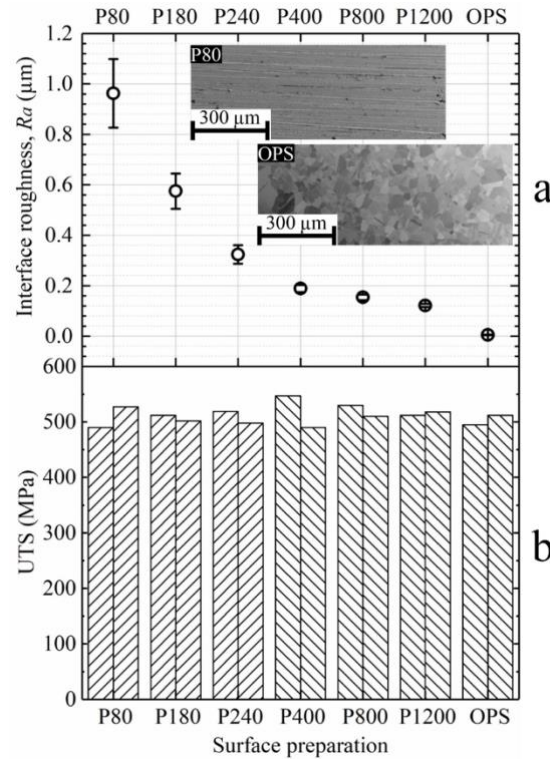 P80 P180 P240 P400 P800 P1200 OPS
1.2
1.0
0.8
0.6
0.4
0.2
0.0
Interface roughness, Ra (µm)
P80
300 µm
OPS
300 µm
a
600
500
400
300
200
100
0
UTS (MPa)
b
P80 P180 P240 P400 P800 P1200 OPS
Surface preparation